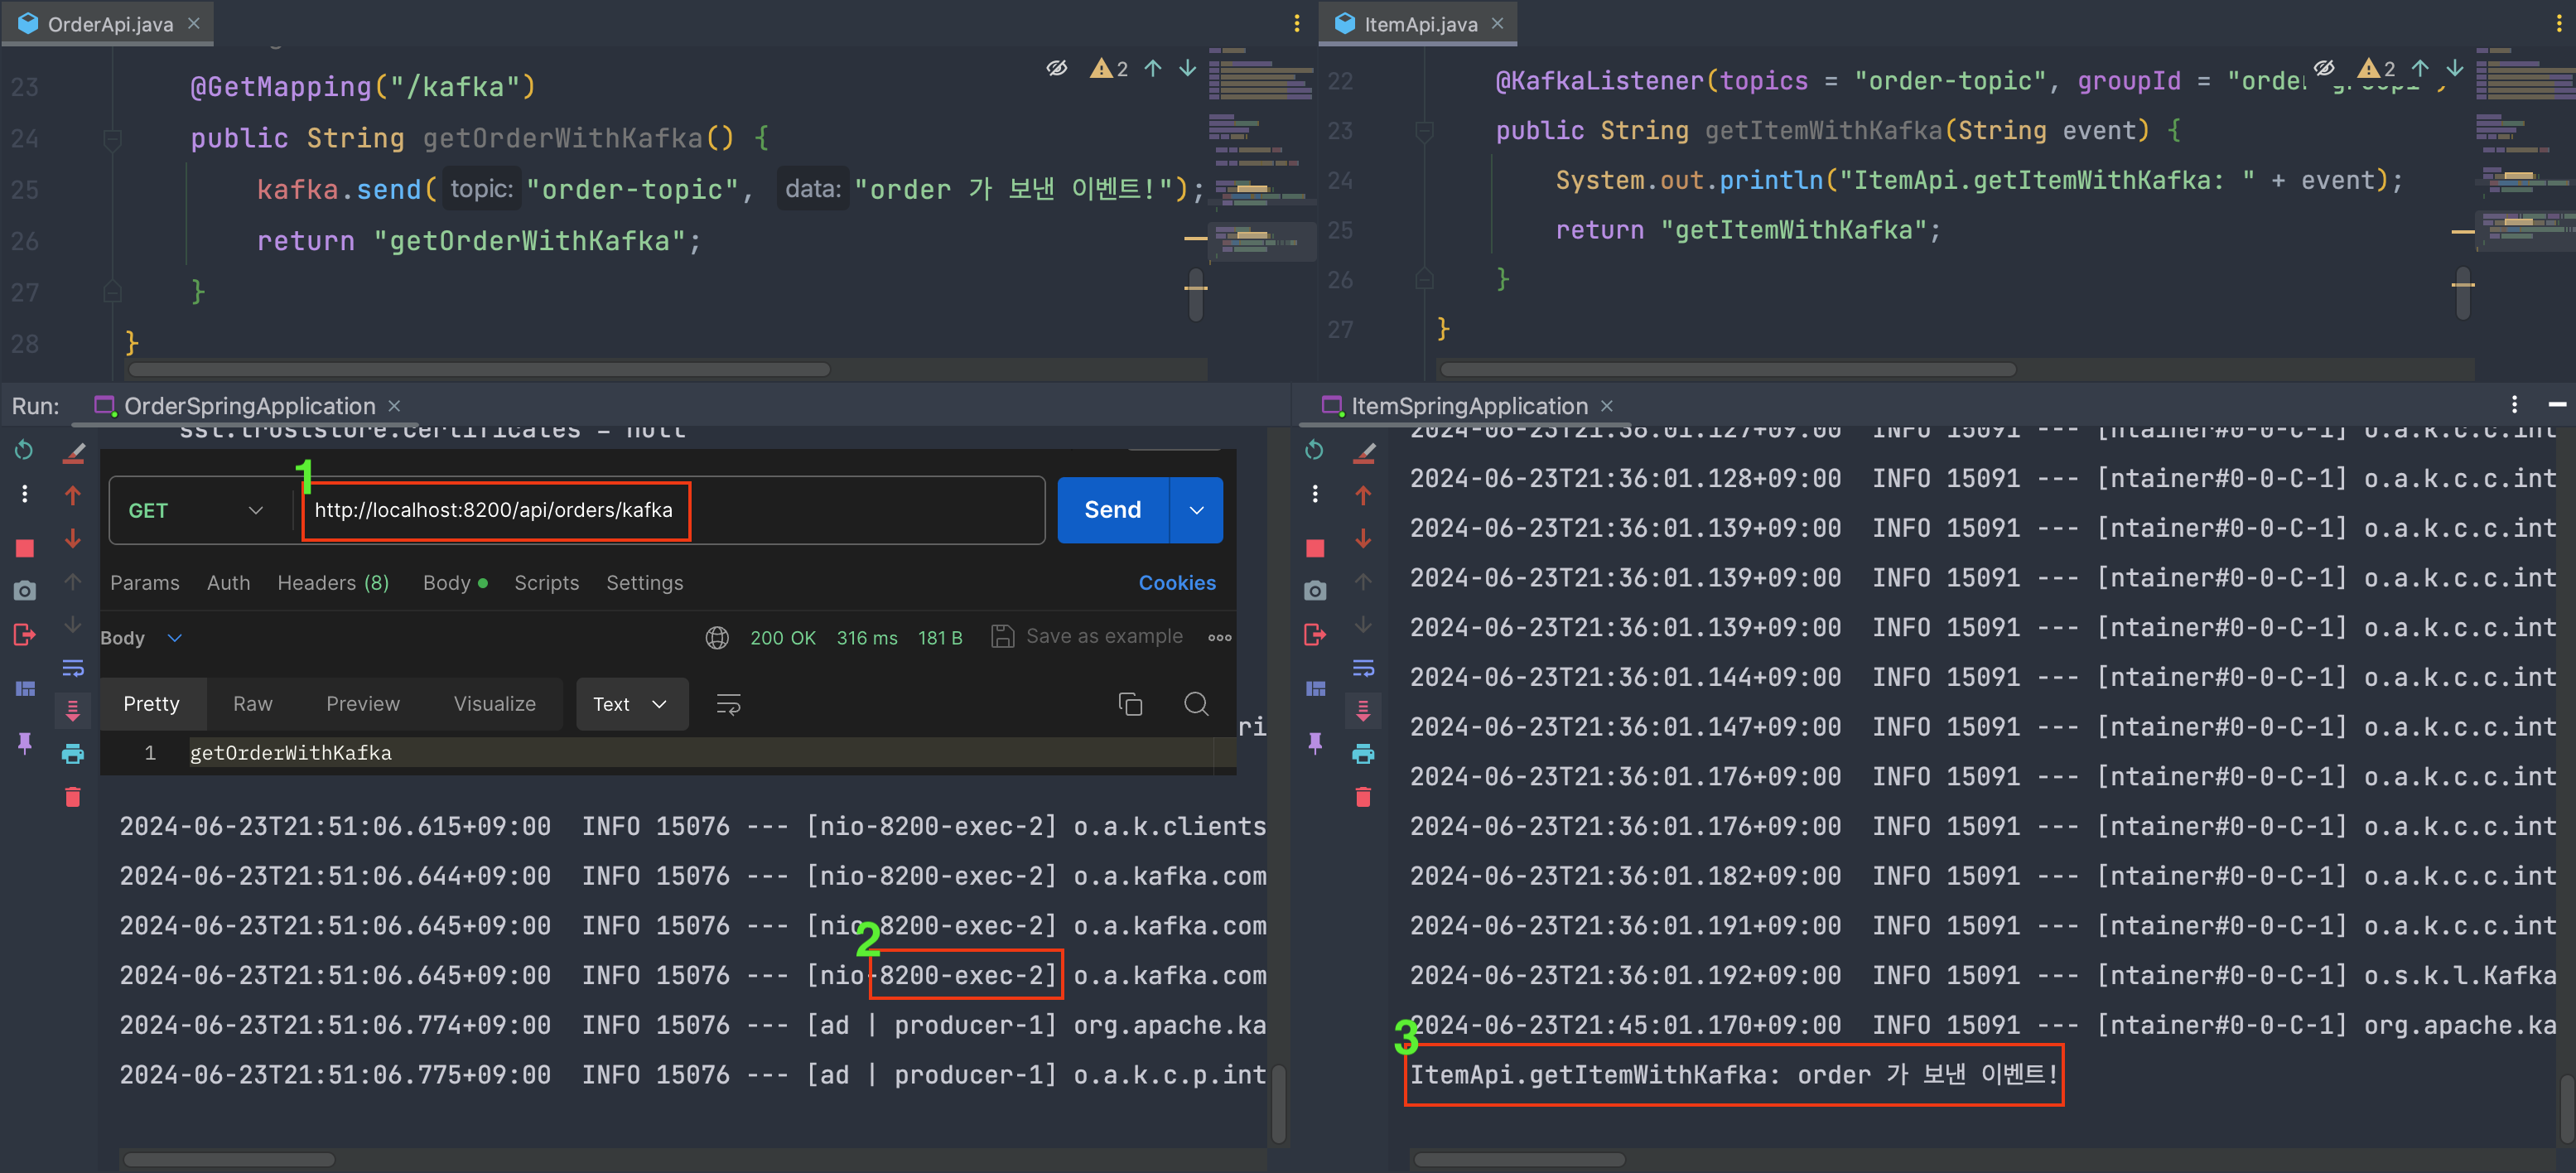 OrderApi.java
23 @GetMapping("/kafka")
24 public String getOrderWithKafka() {
25 kafka.send( topic: "order-topic", data: "order 가 보낸 이벤트!");
26 return "getOrderWithKafka";
27 }
28 }
2
ItemApi.java
22 @KafkaListener(topics = "order-topic", groupId = "orde
2
23 public String getItemWithKafka(String event) {
24 System.out.println("ItemApi.getItemWithKafka: " + event);
25 return "getItemWithKafka";
26 }
27 }
Run: OrderSpringApplication
ssl.truststore.certificates = null
1
GET http://localhost:8200/api/orders/kafka Send
Params Auth Headers (8) Body Scripts Settings Cookies
Body 200 OK 316 ms 181 B Save as example
Pretty Raw Preview Visualize Text
ri
1 getOrderWithKafka
2024-06-23T21:51:06.615+09:00 INFO 15076 --- [nio-8200-exec-2] o.a.k.clients
2024-06-23T21:51:06.644+09:00 INFO 15076 --- [nio-8200-exec-2] o.a.kafka.com
2024-06-23T21:51:06.645+09:00 INFO 15076 --- [nio-8200-exec-2] o.a.kafka.com
2
2024-06-23T21:51:06.645+09:00 INFO 15076 --- [nio-8200-exec-2] o.a.kafka.com
2024-06-23T21:51:06.774+09:00 INFO 15076 --- [ad | producer-1] org.apache.ka
2024-06-23T21:51:06.775+09:00 INFO 15076 --- [ad | producer-1] o.a.k.c.p.int
ItemSpringApplication
2024-06-23T21:36:01.127+09:00 INFO 15091 --- [ntainer#0-0-C-1] o.a.k.c.c.int
2024-06-23T21:36:01.128+09:00 INFO 15091 --- [ntainer#0-0-C-1] o.a.k.c.c.int
2024-06-23T21:36:01.139+09:00 INFO 15091 --- [ntainer#0-0-C-1] o.a.k.c.c.int
2024-06-23T21:36:01.139+09:00 INFO 15091 --- [ntainer#0-0-C-1] o.a.k.c.c.int
2024-06-23T21:36:01.139+09:00 INFO 15091 --- [ntainer#0-0-C-1] o.a.k.c.c.int
2024-06-23T21:36:01.144+09:00 INFO 15091 --- [ntainer#0-0-C-1] o.a.k.c.c.int
2024-06-23T21:36:01.147+09:00 INFO 15091 --- [ntainer#0-0-C-1] o.a.k.c.c.int
2024-06-23T21:36:01.176+09:00 INFO 15091 --- [ntainer#0-0-C-1] o.a.k.c.c.int
2024-06-23T21:36:01.176+09:00 INFO 15091 --- [ntainer#0-0-C-1] o.a.k.c.c.int
2024-06-23T21:36:01.182+09:00 INFO 15091 --- [ntainer#0-0-C-1] o.a.k.c.c.int
2024-06-23T21:36:01.191+09:00 INFO 15091 --- [ntainer#0-0-C-1] o.a.k.c.c.int
2024-06-23T21:36:01.192+09:00 INFO 15091 --- [ntainer#0-0-C-1] o.s.k.l.Kafka
2024-06-23T21:45:01.170+09:00 INFO 15091 --- [ntainer#0-0-C-1] org.apache.ka
3
ItemApi.getItemWithKafka: order 가 보낸 이벤트!